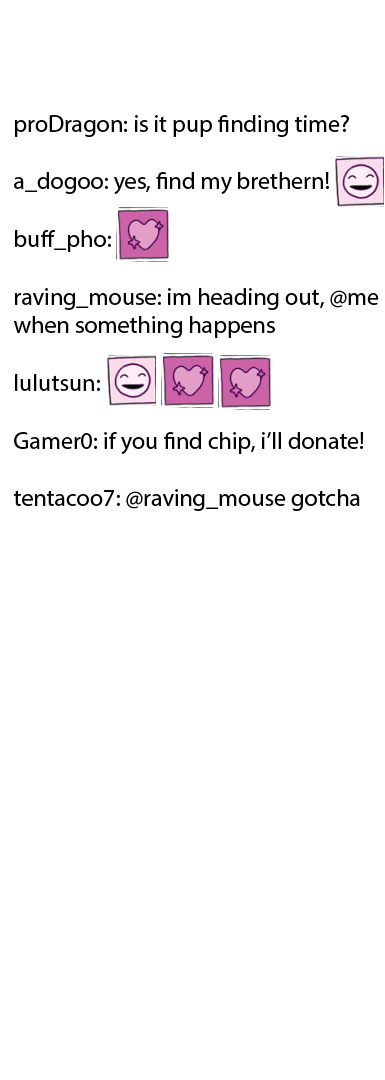 proDragon: is it pup finding time?
a_dogoo: yes, find my brethern!
buff_pho:
raving_mouse: im heading out, @me
when something happens
lulutsun:
Gamer0: if you find chip, i'll donate!
tentacoo7: @raving_mouse gotcha